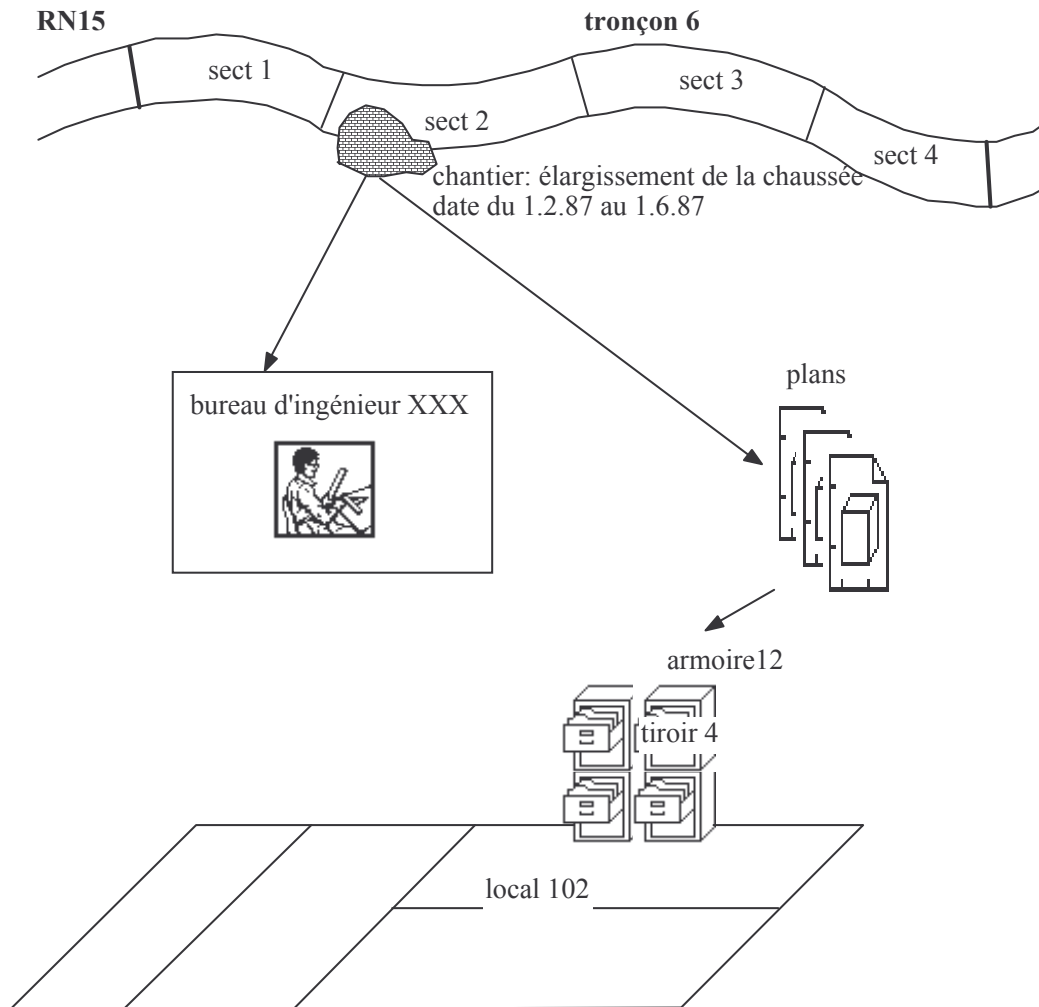 RN15
tronçon 6
sect 1
sect 2
sect 3
sect 4
chantier: élargissement de la chaussée
date du 1.2.87 au 1.6.87
bureau d'ingénieur XXX
plans
armoire12
tiroir 4
local 102